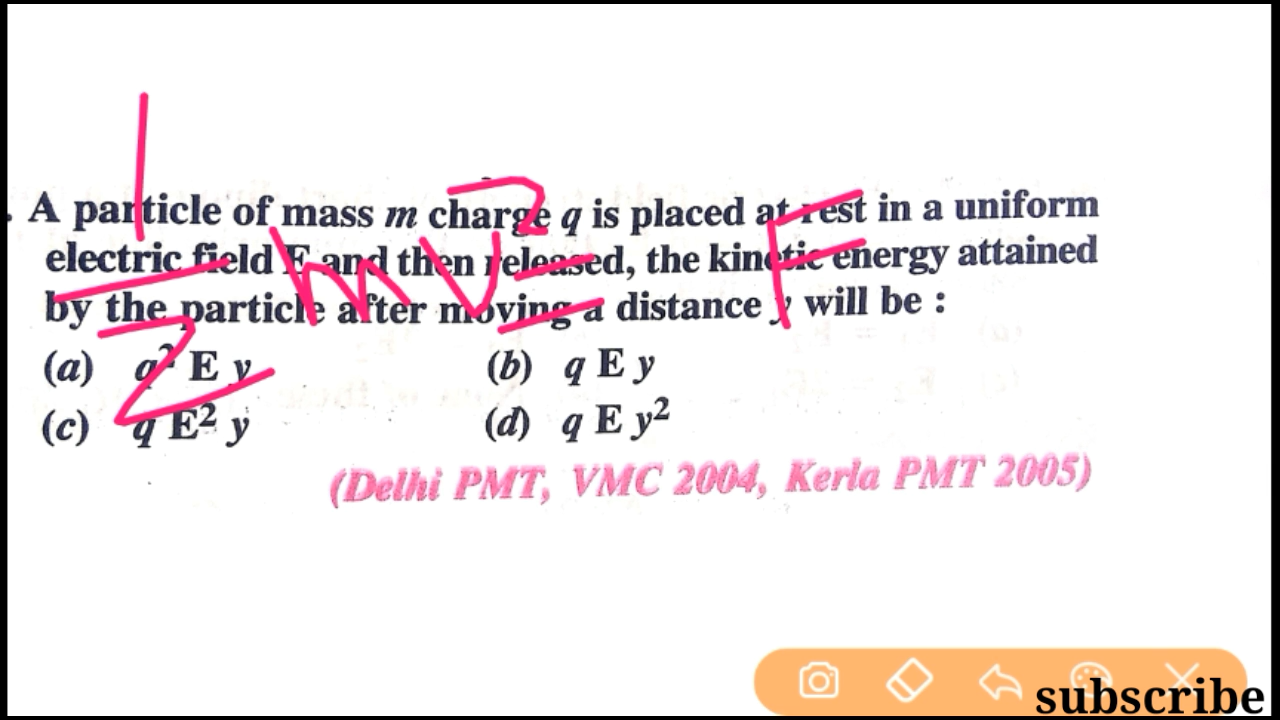 . A particle of mass m charge q is placed at rest in a uniform
electric field E and then released, the kinetic energy attained
by the particle after moving a distance y will be :
(a) q² E y (b) q E y
(c) q E² y (d) q E y²
(Delhi PMT, VMC 2004, Kerla PMT 2005)
1/2 mv² = F
subscribe